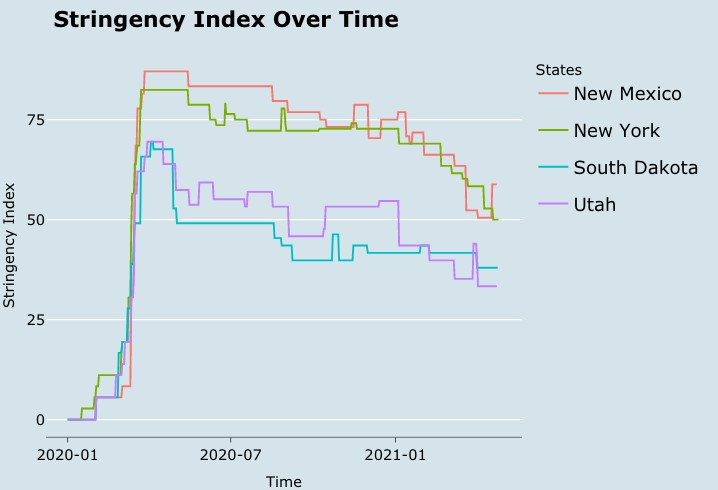 Stringency Index Over Time
States
New Mexico
New York
South Dakota
Utah
Stringency Index
75
50
25
0
2020-01
2020-07
2021-01
Time